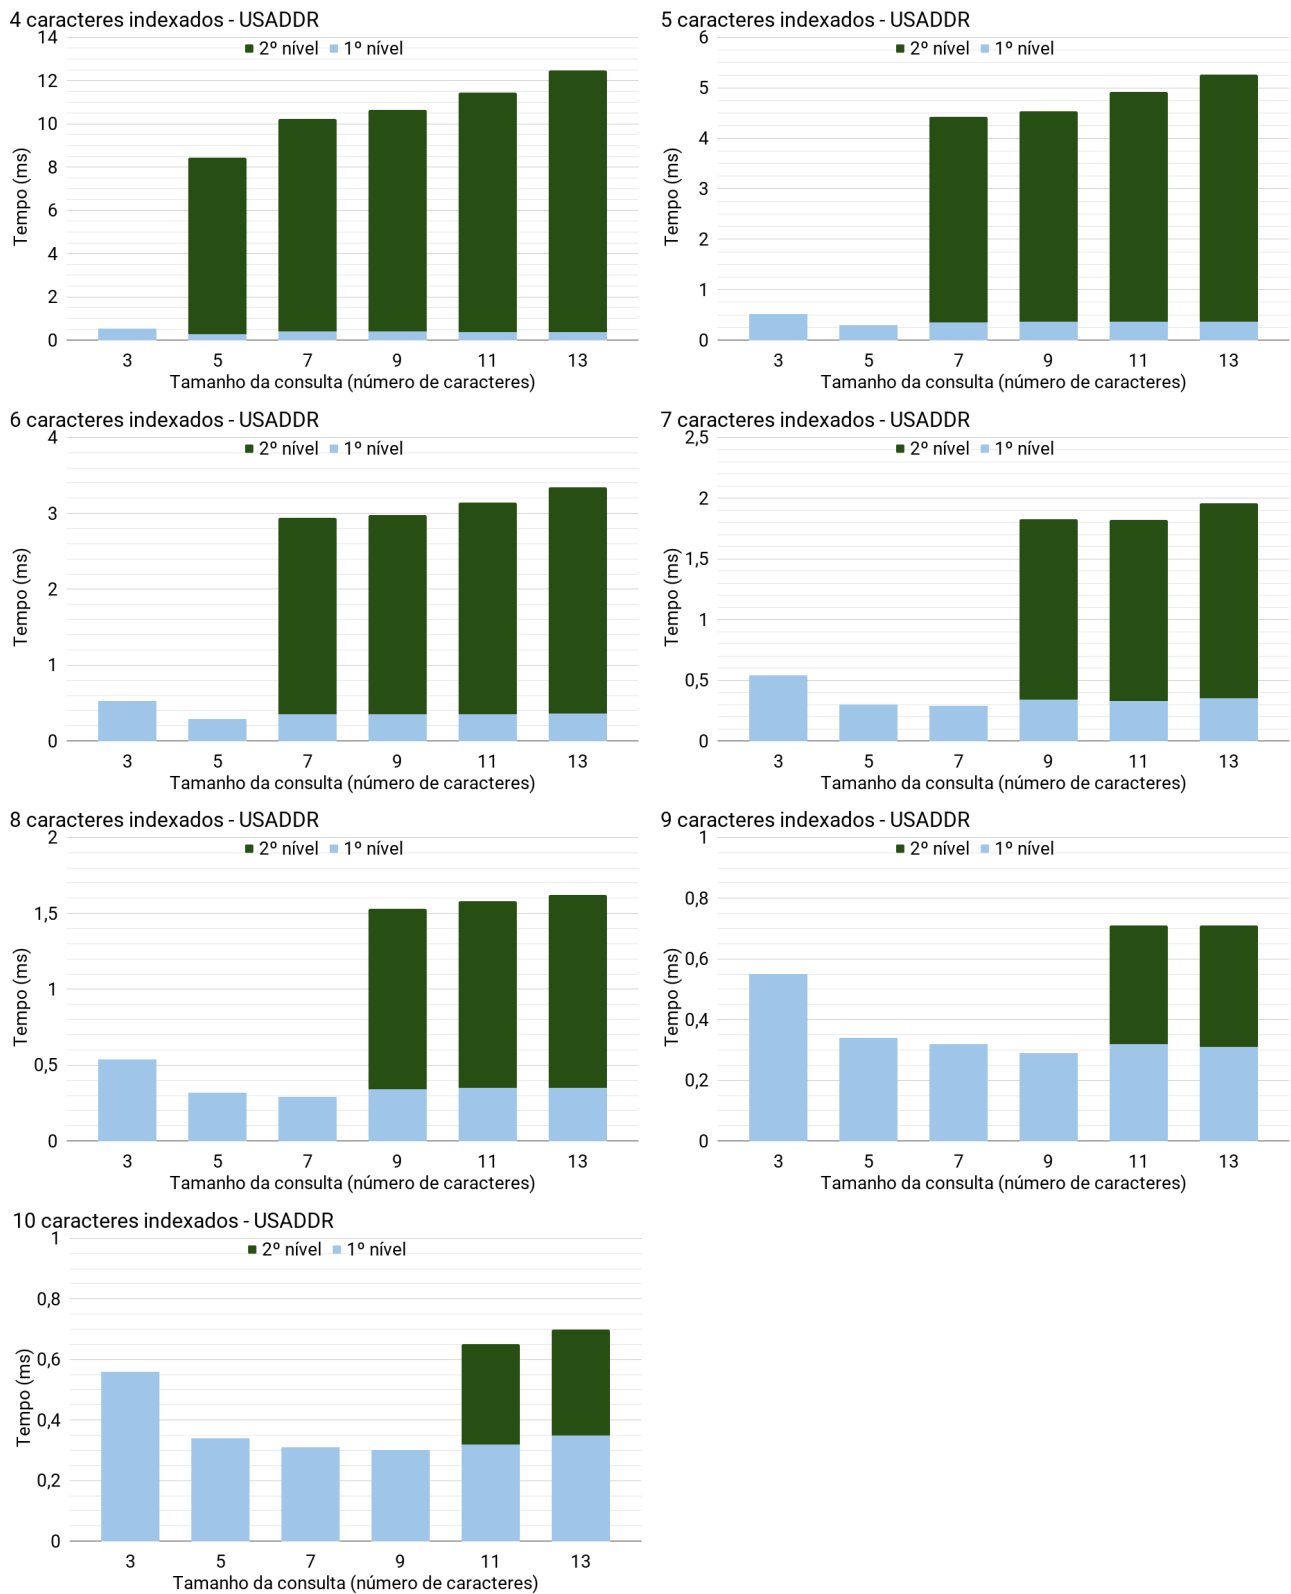 4 caracteres indexados - USADDR
2º nível 1º nível
14
12
10
8
6
4
2
0
Tempo (ms)
3 5 7 9 11 13
Tamanho da consulta (número de caracteres)
5 caracteres indexados - USADDR
2º nível 1º nível
6
5
4
3
2
1
0
Tempo (ms)
3 5 7 9 11 13
Tamanho da consulta (número de caracteres)
6 caracteres indexados - USADDR
2º nível 1º nível
4
3
2
1
0
Tempo (ms)
3 5 7 9 11 13
Tamanho da consulta (número de caracteres)
7 caracteres indexados - USADDR
2º nível 1º nível
2,5
2
1,5
1
0,5
0
Tempo (ms)
3 5 7 9 11 13
Tamanho da consulta (número de caracteres)
8 caracteres indexados - USADDR
2º nível 1º nível
2
1,5
1
0,5
0
Tempo (ms)
3 5 7 9 11 13
Tamanho da consulta (número de caracteres)
9 caracteres indexados - USADDR
2º nível 1º nível
1
0,8
0,6
0,4
0,2
0
Tempo (ms)
3 5 7 9 11 13
Tamanho da consulta (número de caracteres)
10 caracteres indexados - USADDR
2º nível 1º nível
1
0,8
0,6
0,4
0,2
0
Tempo (ms)
3 5 7 9 11 13
Tamanho da consulta (número de caracteres)